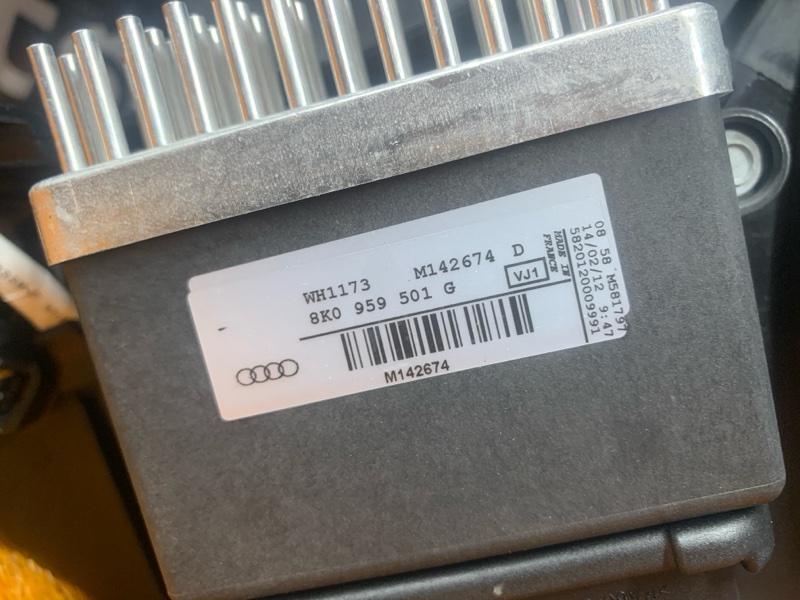 WH1173 M142674 D
8K0 959 501 G
VJ1
MADE IN
FRANCE
08 58 M581797
14/02/12 9:47
5820120009991
M142674